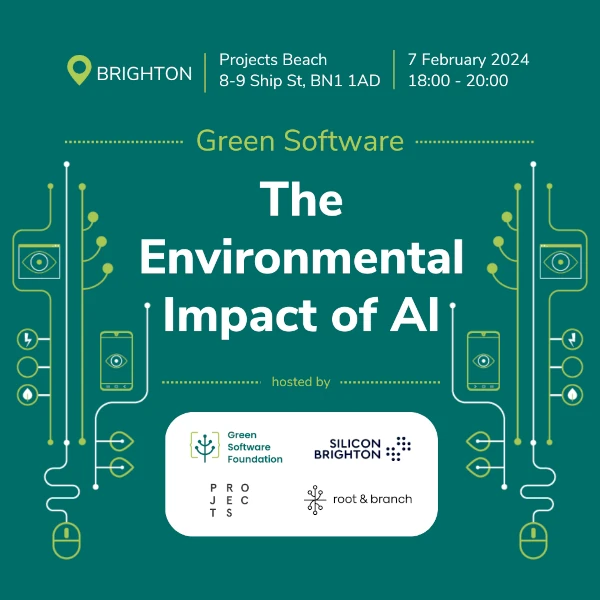 BRIGHTON
Projects Beach
8-9 Ship St, BN1 1AD
7 February 2024
18:00 - 20:00
Green Software
The
Environmental
Impact of AI
hosted by
Green
Software
Foundation
SILICON
BRIGHTON
P R O
J E C
T S
root & branch